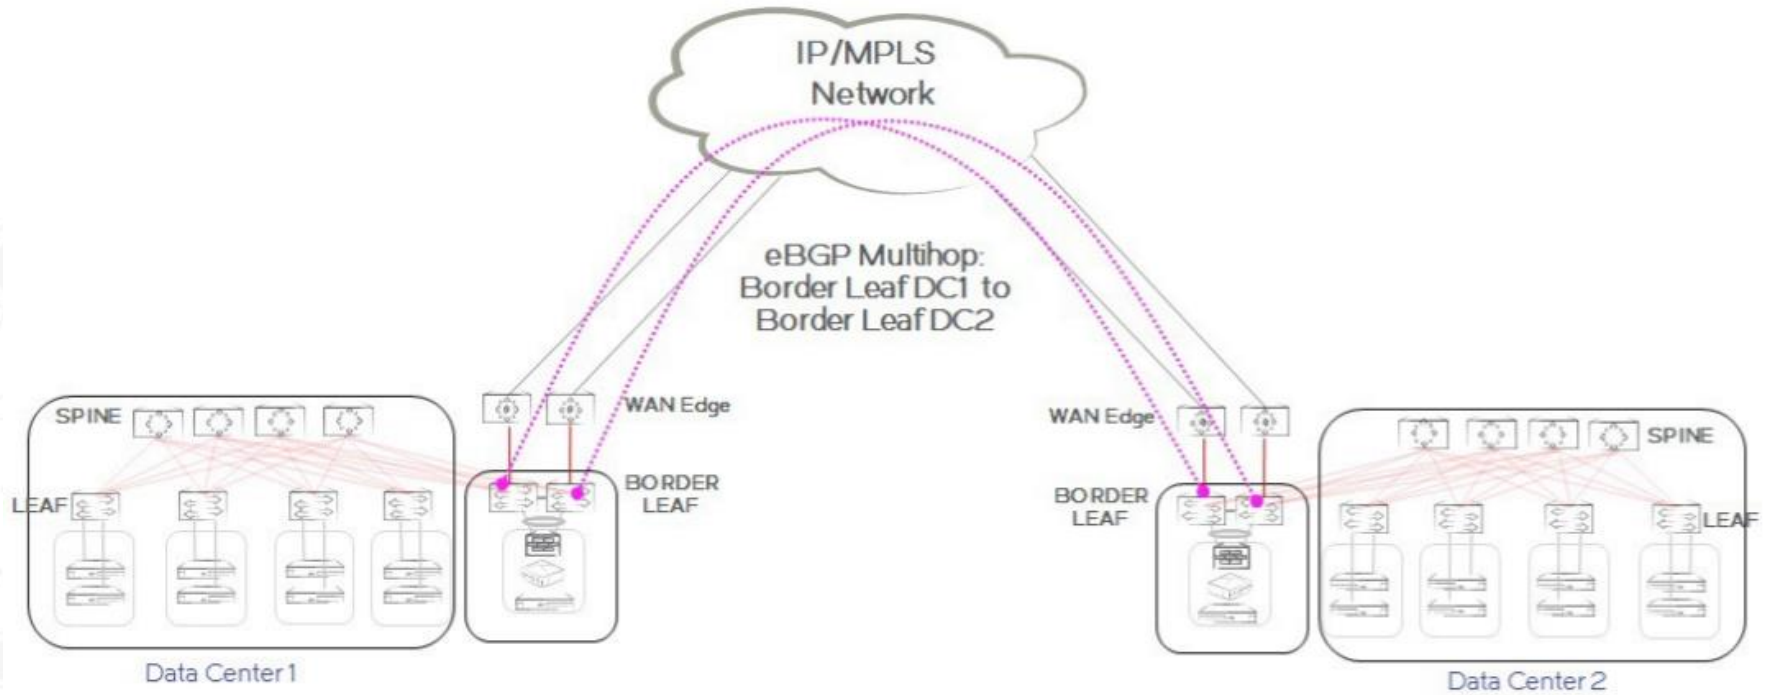 IP/MPLS
Network
eBGP Multihop:
Border Leaf DC1 to
Border Leaf DC2
SPINE
WAN Edge
WAN Edge
SPINE
LEAF
BORDER
LEAF
BORDER
LEAF
LEAF
Data Center 1
Data Center 2